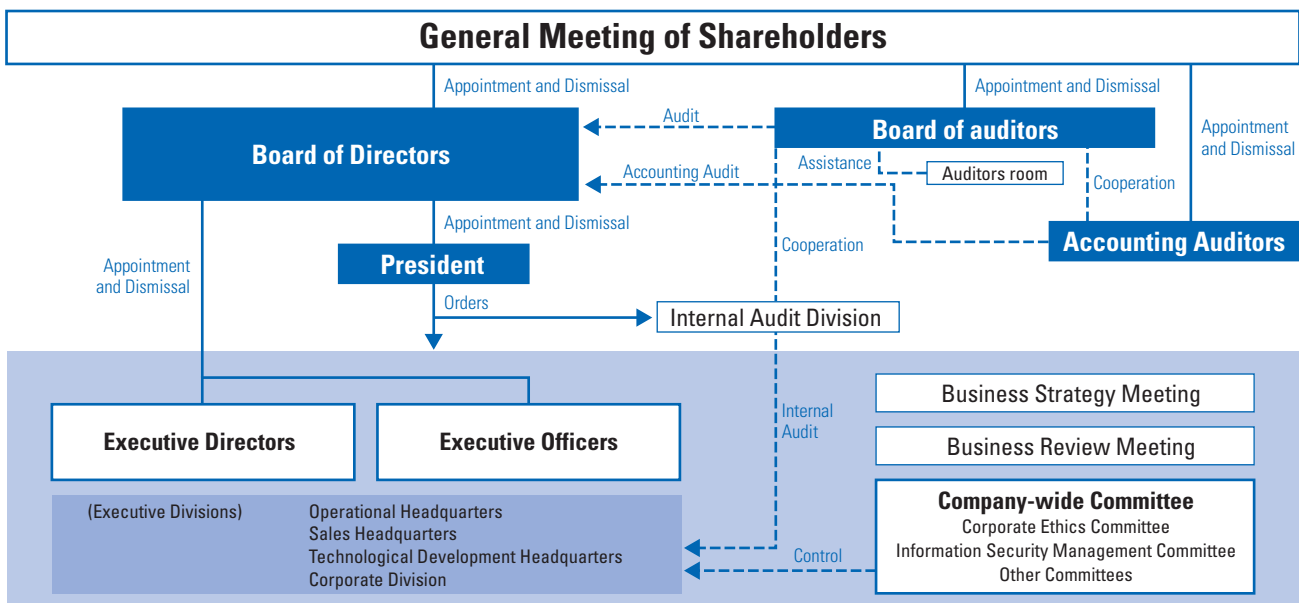 General Meeting of Shareholders
Appointment and Dismissal
Appointment and Dismissal
Appointment
and Dismissal
Board of Directors
Audit
Board of auditors
Accounting Audit
Assistance
Auditors room
Cooperation
Appointment and Dismissal
Cooperation
Accounting Auditors
Appointment
and Dismissal
President
Orders
Internal Audit Division
Executive Directors
Executive Officers
Internal
Audit
Business Strategy Meeting
Business Review Meeting
(Executive Divisions)
Operational Headquarters
Sales Headquarters
Technological Development Headquarters
Corporate Division
Control
Company-wide Committee
Corporate Ethics Committee
Information Security Management Committee
Other Committees